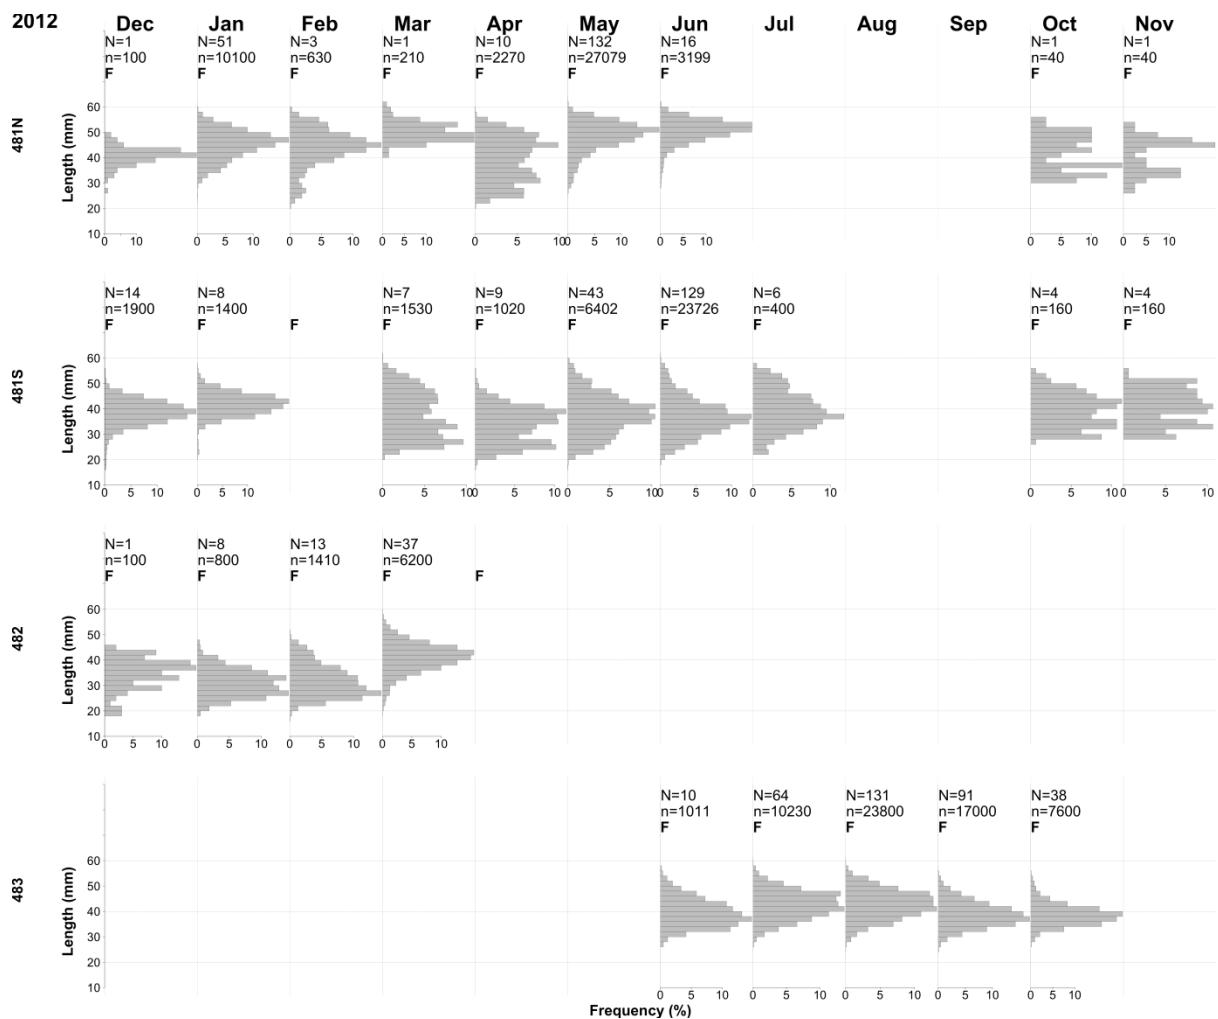 2012 Dec Jan Feb Mar Apr May Jun Jul Aug Sep Oct Nov
N=1 N=51 N=3 N=1 N=10 N=132 N=16 N=1 N=1
n=100 n=10100 n=630 n=210 n=2270 n=27079 n=3199 n=40 n=40
F F F F F F F F F
481N
Length (mm)
60
50
40
30
20
10
0 10 0 5 10 0 5 10 0 5 10 15 0 5 10 0 5 10 15 0 5 10 15 0 5 10 0 5 10
N=14 N=8 N=7 N=9 N=43 N=129 N=6 N=4 N=4
n=1900 n=1400 n=1530 n=1020 n=6402 n=23726 n=400 n=160 n=160
F F F F F F F F F F
481S
Length (mm)
60
50
40
30
20
10
0 5 10 0 5 10 0 5 10 0 5 10 0 5 10 0 5 10 0 5 10 0 5 10 0 5 10
N=1 N=8 N=13 N=37
n=100 n=800 n=1410 n=6200
F F F F F
482
Length (mm)
60
50
40
30
20
10
0 5 10 0 5 10 0 5 10 0 5 10
N=10 N=64 N=131 N=91 N=38
n=1011 n=10230 n=23800 n=17000 n=7600
F F F F F
483
Length (mm)
60
50
40
30
20
10
0 5 10 0 5 10 0 5 10 0 5 10 0 5 10
Frequency (%)